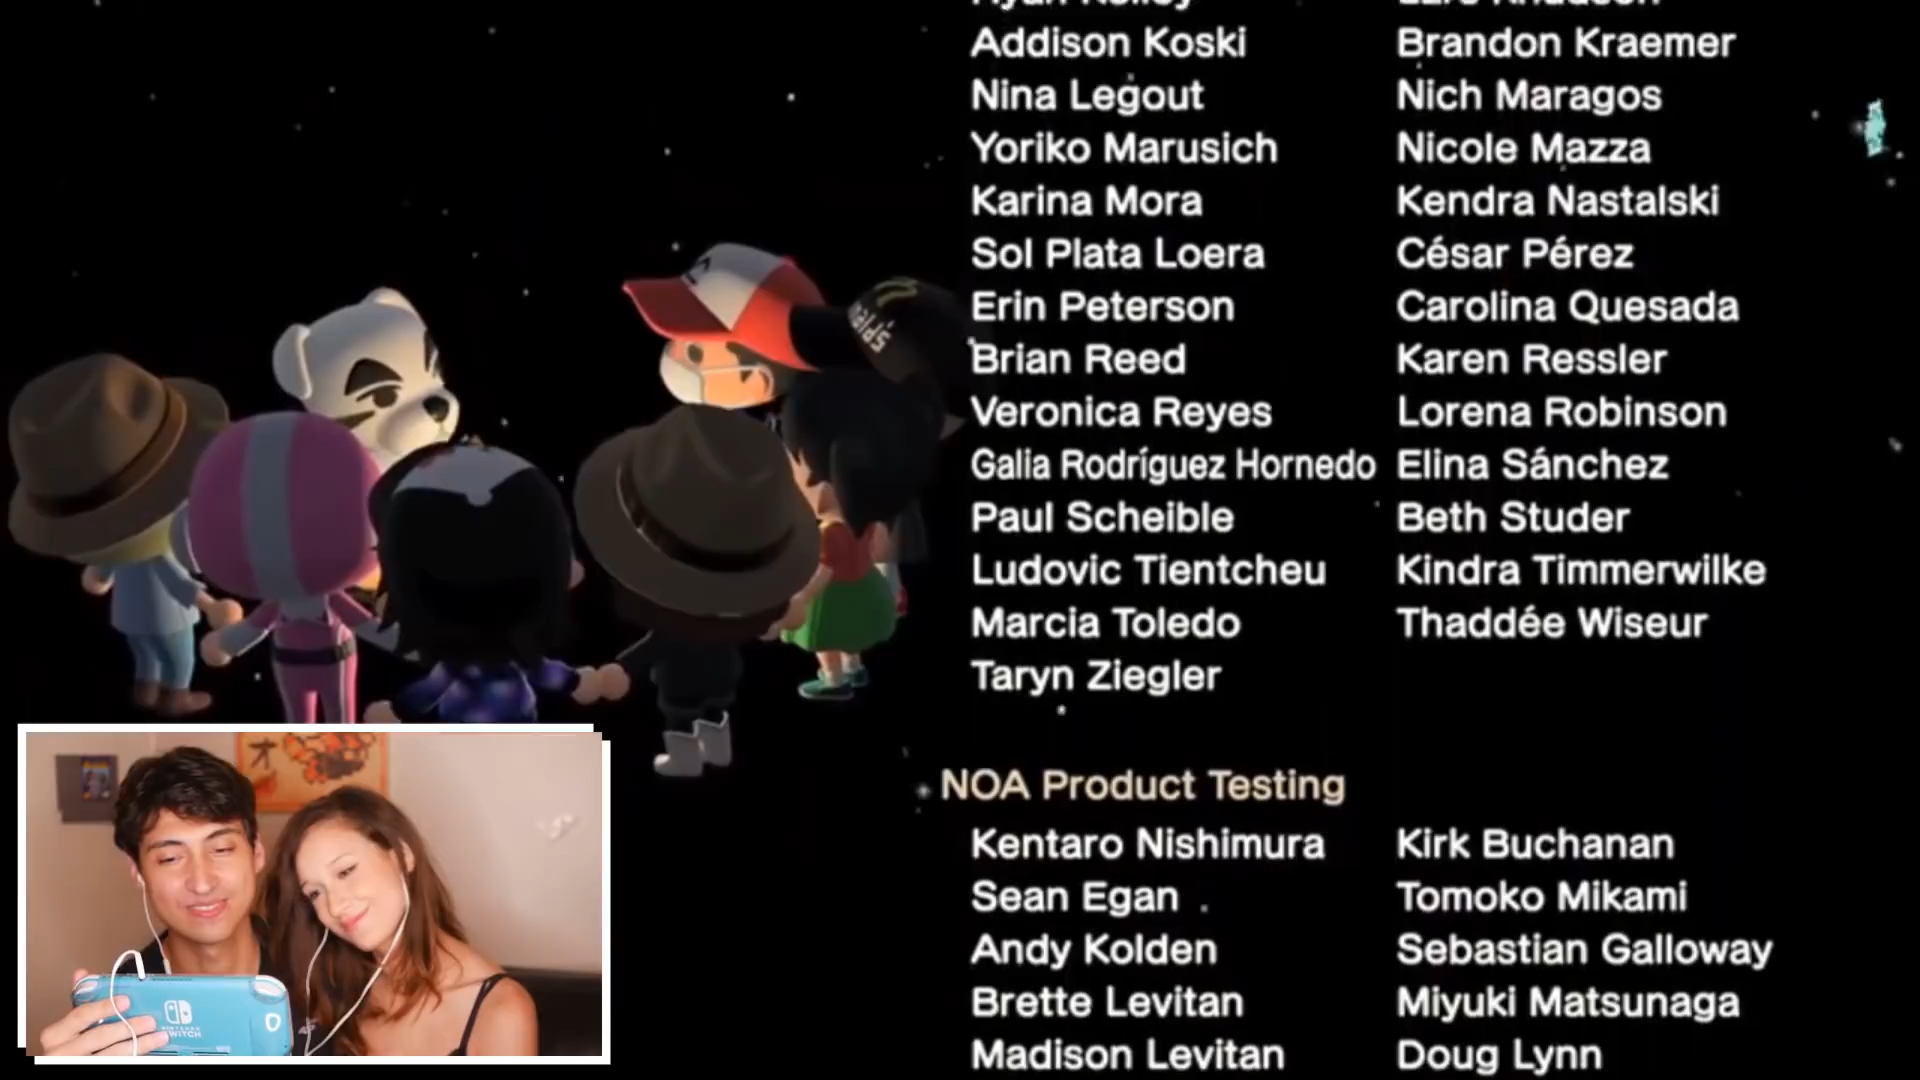 Addison Koski Brandon Kraemer
Nina Legout Nich Maragos
Yoriko Marusich Nicole Mazza
Karina Mora Kendra Nastalski
Sol Plata Loera César Pérez
Erin Peterson Carolina Quesada
Brian Reed Karen Ressler
Veronica Reyes Lorena Robinson
Galia Rodríguez Hornedo Elina Sánchez
Paul Scheible Beth Studer
Ludovic Tientcheu Kindra Timmerwilke
Marcia Toledo Thaddée Wiseur
Taryn Ziegler
NOA Product Testing
Kentaro Nishimura Kirk Buchanan
Sean Egan Tomoko Mikami
Andy Kolden Sebastian Galloway
Brette Levitan Miyuki Matsunaga
Madison Levitan Doug Lynn
NINTENDO
SWITCH